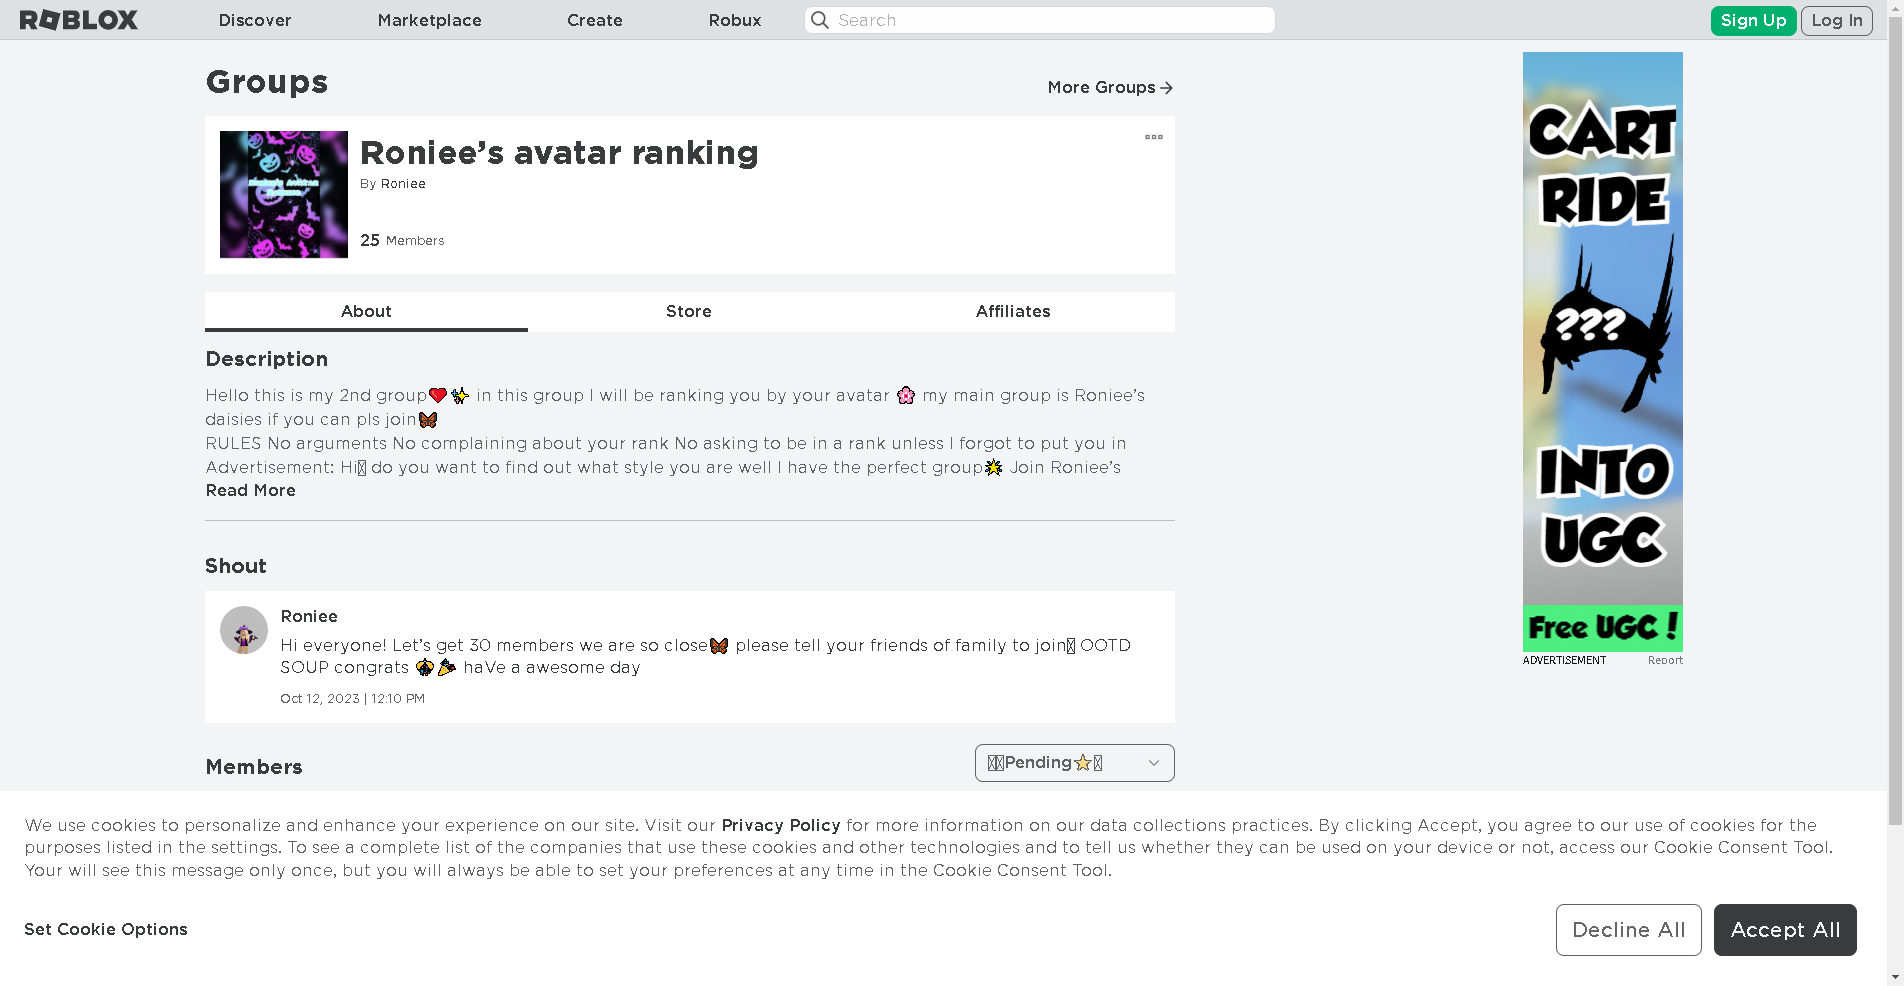 ROBLOX Discover Marketplace Create Robux Search Sign Up Log In
Groups
More Groups
Roniee’s avatar ranking
By Roniee
25 Members
About Store Affiliates
Description
Hello this is my 2nd group❤️✨ in this group I will be ranking you by your avatar 🌸 my main group is Roniee’s
daisies if you can pls join🦋
RULES No arguments No complaining about your rank No asking to be in a rank unless I forgot to put you in
Advertisement: Hi do you want to find out what style you are well I have the perfect group🌟 Join Roniee’s
Read More
Shout
Roniee
Hi everyone! Let’s get 30 members we are so close🦋 please tell your friends of family to join OOTD
SOUP congrats 🎉 haVe a awesome day
Oct 12, 2023 | 12:10 PM
Members
Pending⭐
CART
RIDE
???
INTO
UGC
Free UGC !
ADVERTISEMENT Report
We use cookies to personalize and enhance your experience on our site. Visit our Privacy Policy for more information on our data collections practices. By clicking Accept, you agree to our use of cookies for the
purposes listed in the settings. To see a complete list of the companies that use these cookies and other technologies and to tell us whether they can be used on your device or not, access our Cookie Consent Tool.
Your will see this message only once, but you will always be able to set your preferences at any time in the Cookie Consent Tool.
Set Cookie Options
Decline All Accept All